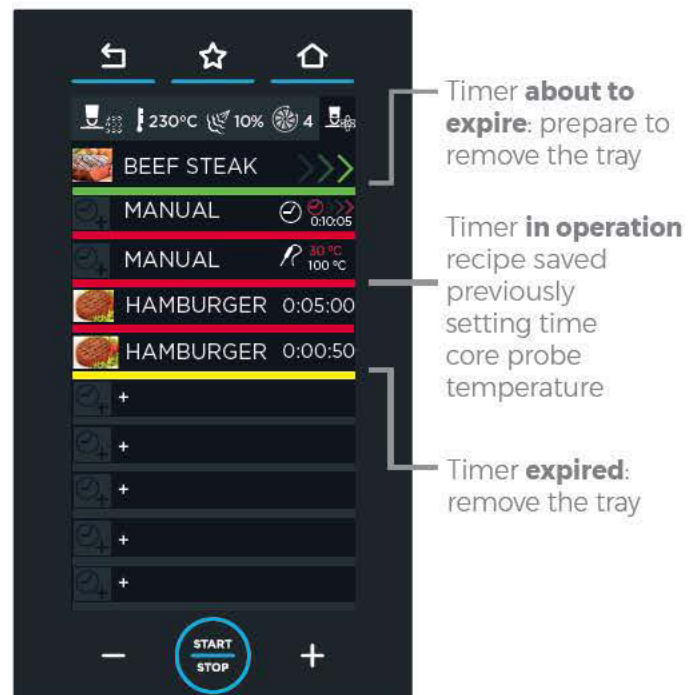 230°C 10% 4
BEEF STEAK
MANUAL 0:10:05
MANUAL 30 °C
100 °C
HAMBURGER 0:05:00
HAMBURGER 0:00:50
+
+
+
+
+
− START +
STOP
Timer about to
expire: prepare to
remove the tray
Timer in operation
recipe saved
previously
setting time
core probe
temperature
Timer expired:
remove the tray